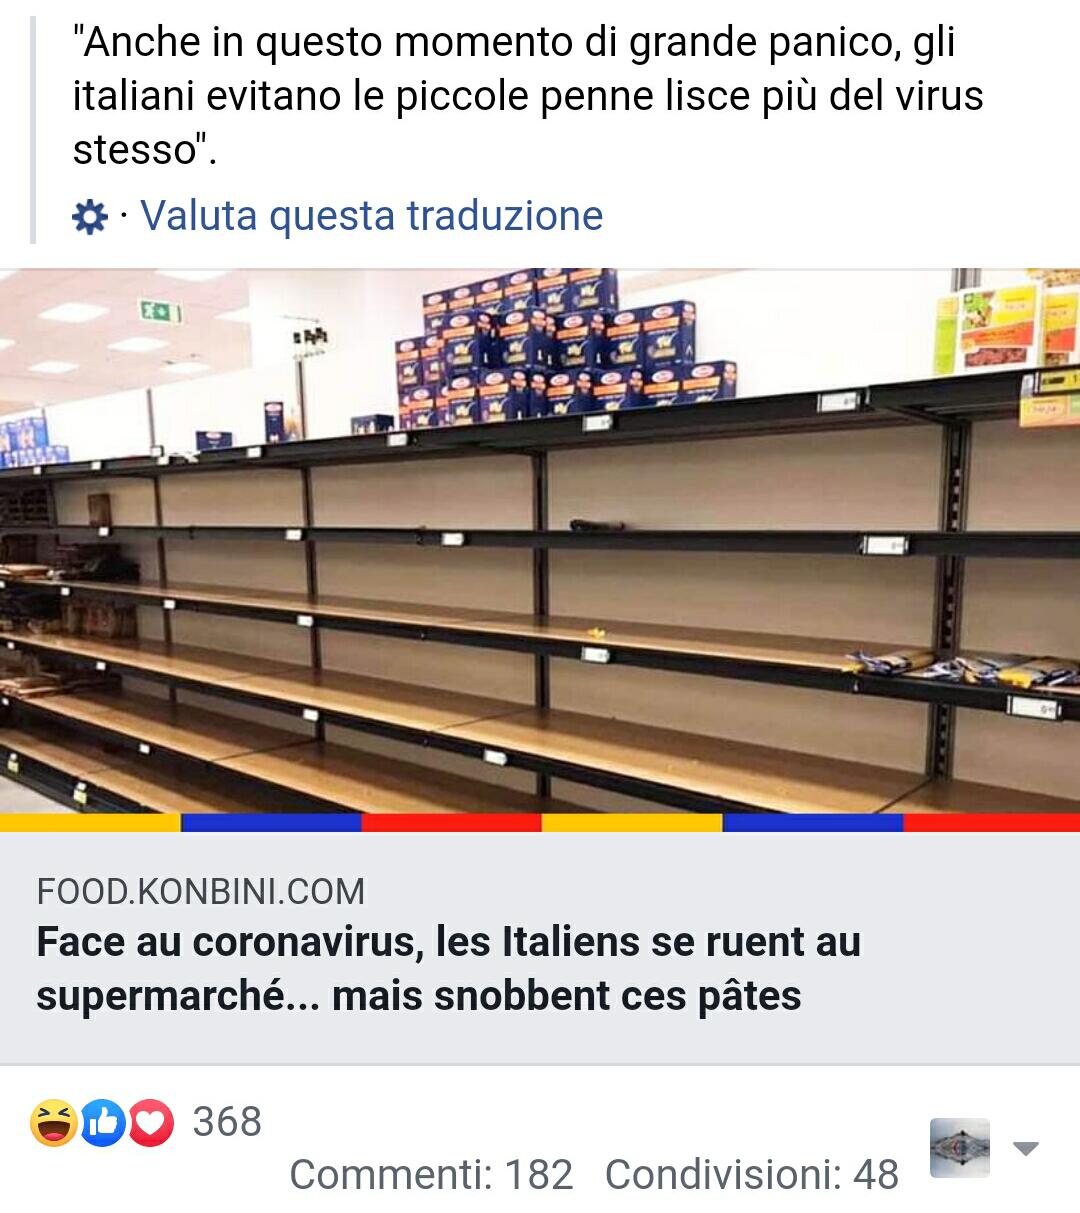 "Anche in questo momento di grande panico, gli
italiani evitano le piccole penne lisce più del virus
stesso".
· Valuta questa traduzione
FOOD.KONBINI.COM
Face au coronavirus, les Italiens se ruent au
supermarché... mais snobbent ces pâtes
368
Commenti: 182 Condivisioni: 48